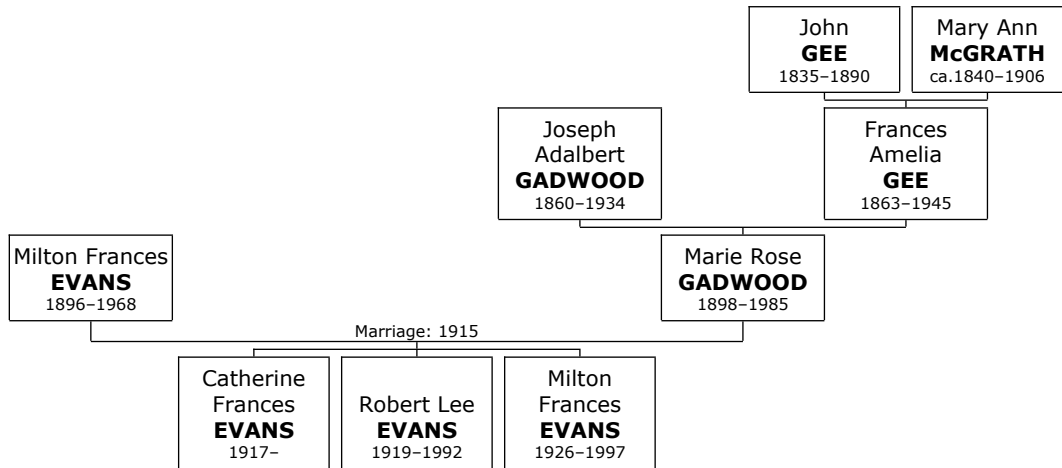 John
GEE
1835–1890
Mary Ann
McGRATH
ca.1840–1906
Joseph
Adalbert
GADWOOD
1860–1934
Frances
Amelia
GEE
1863–1945
Milton Frances
EVANS
1896–1968
Marie Rose
GADWOOD
1898–1985
Marriage: 1915
Catherine
Frances
EVANS
1917–
Robert Lee
EVANS
1919–1992
Milton
Frances
EVANS
1926–1997